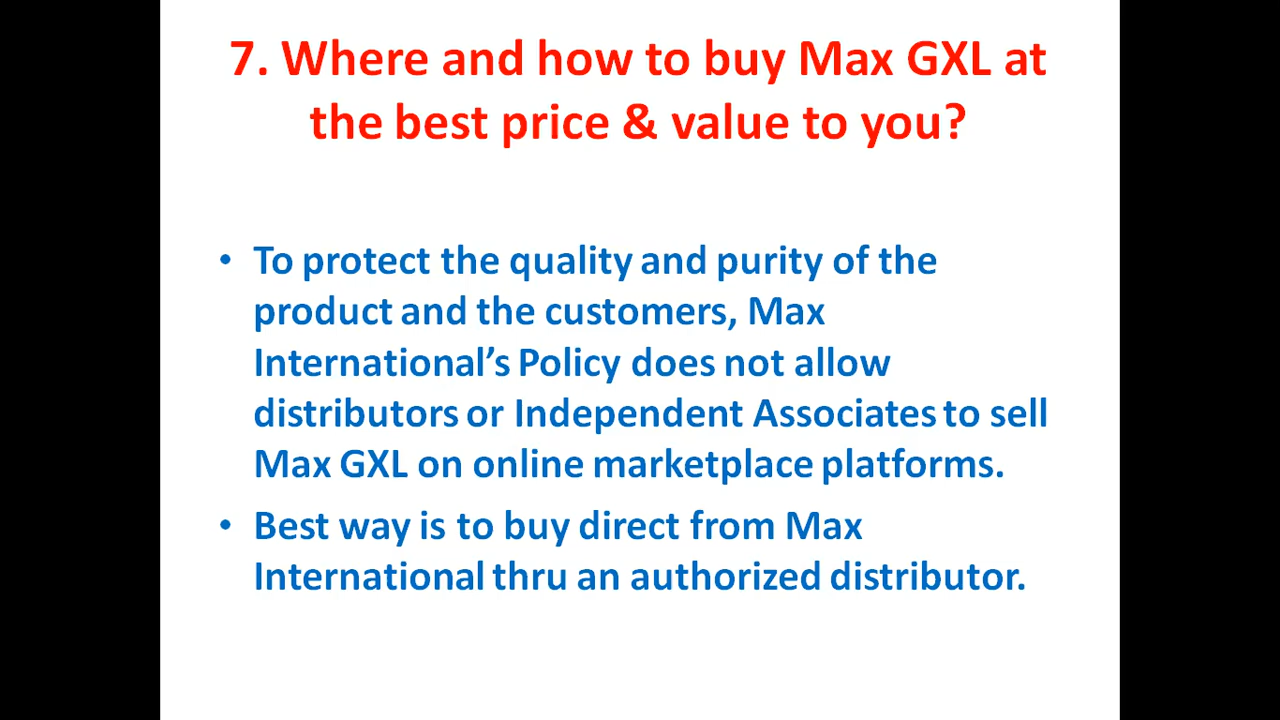 7. Where and how to buy Max GXL at
the best price & value to you?
• To protect the quality and purity of the
product and the customers, Max
International’s Policy does not allow
distributors or Independent Associates to sell
Max GXL on online marketplace platforms.
• Best way is to buy direct from Max
International thru an authorized distributor.